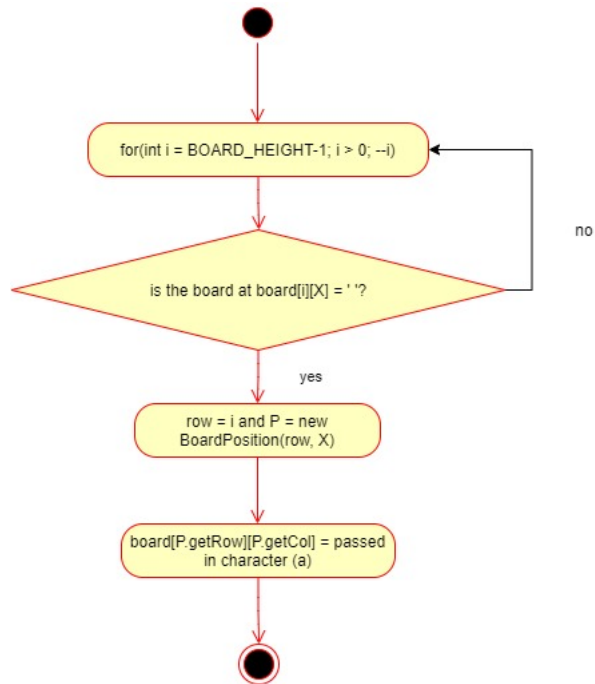 for(int i = BOARD_HEIGHT-1; i > 0; --i)
no
is the board at board[i][X] = ' '?
yes
row = i and P = new
BoardPosition(row, X)
board[P.getRow][P.getCol] = passed
in character (a)